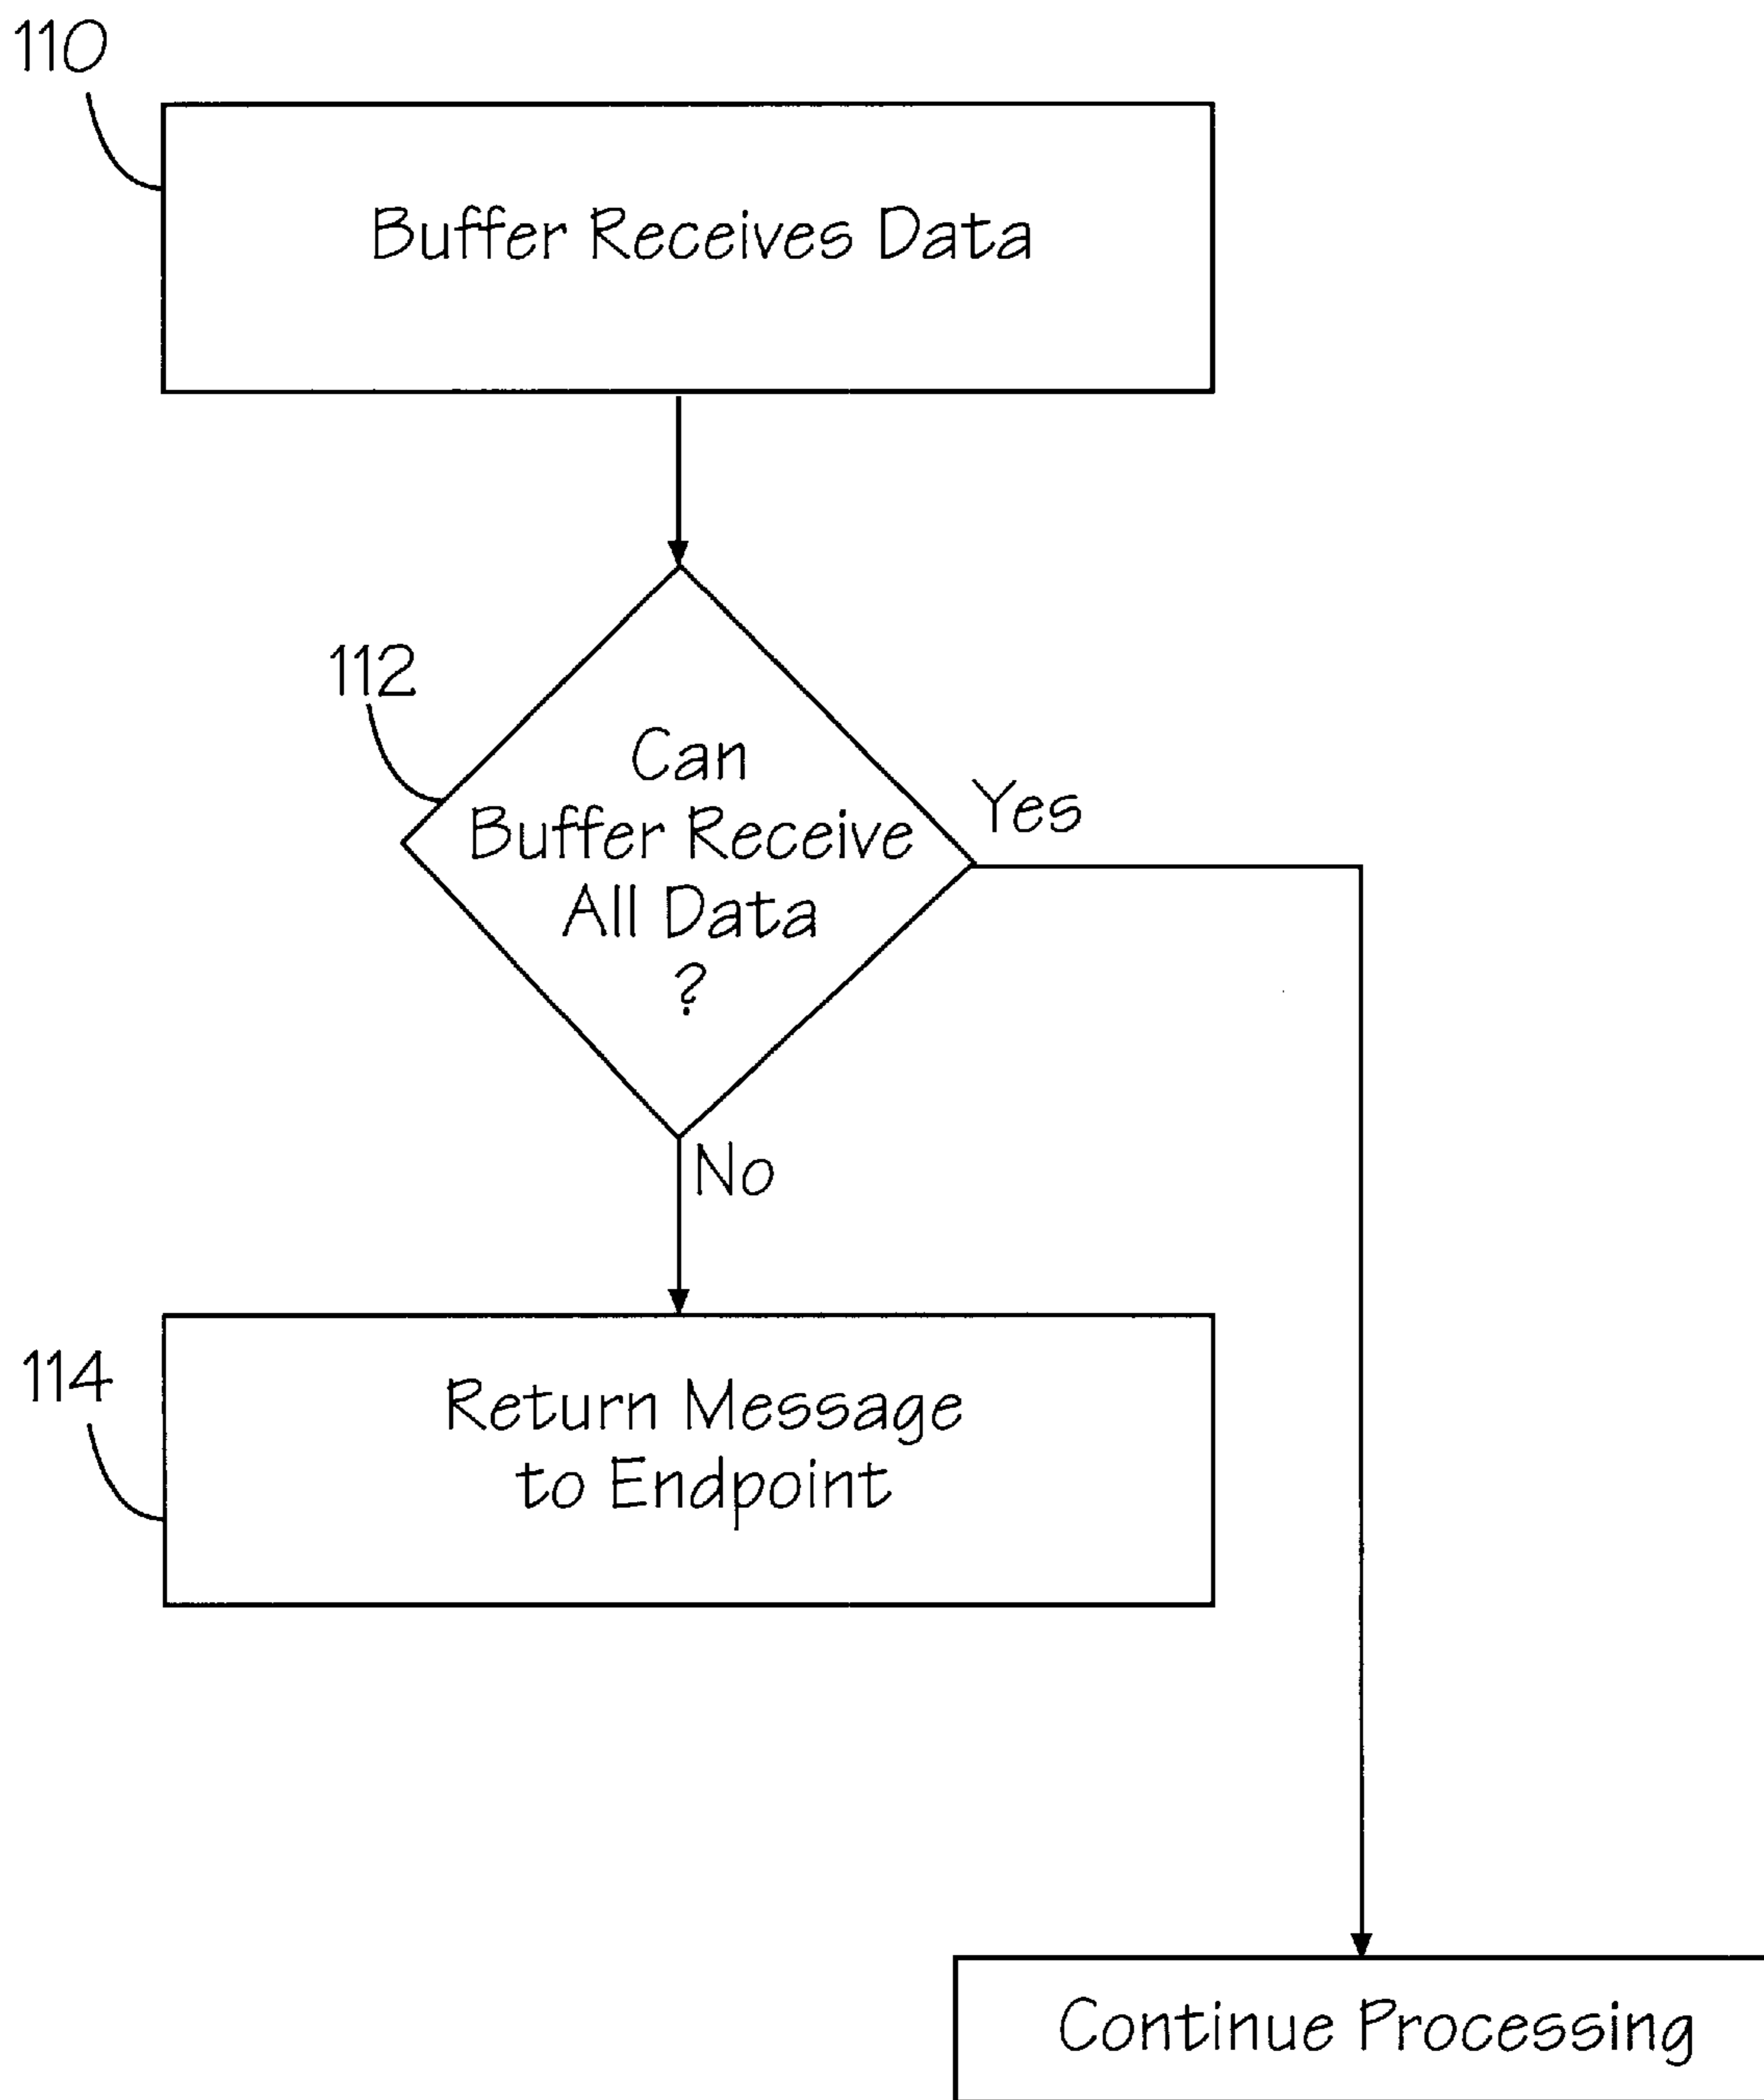 110
Buffer Receives Data
112
Can
Buffer Receive
All Data
?
Yes
No
114
Return Message
to Endpoint
Continue Processing